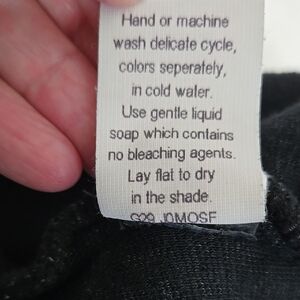 Hand or machine
wash delicate cycle,
colors seperately,
in cold water.
Use gentle liquid
soap which contains
no bleaching agents.
Lay flat to dry
in the shade.